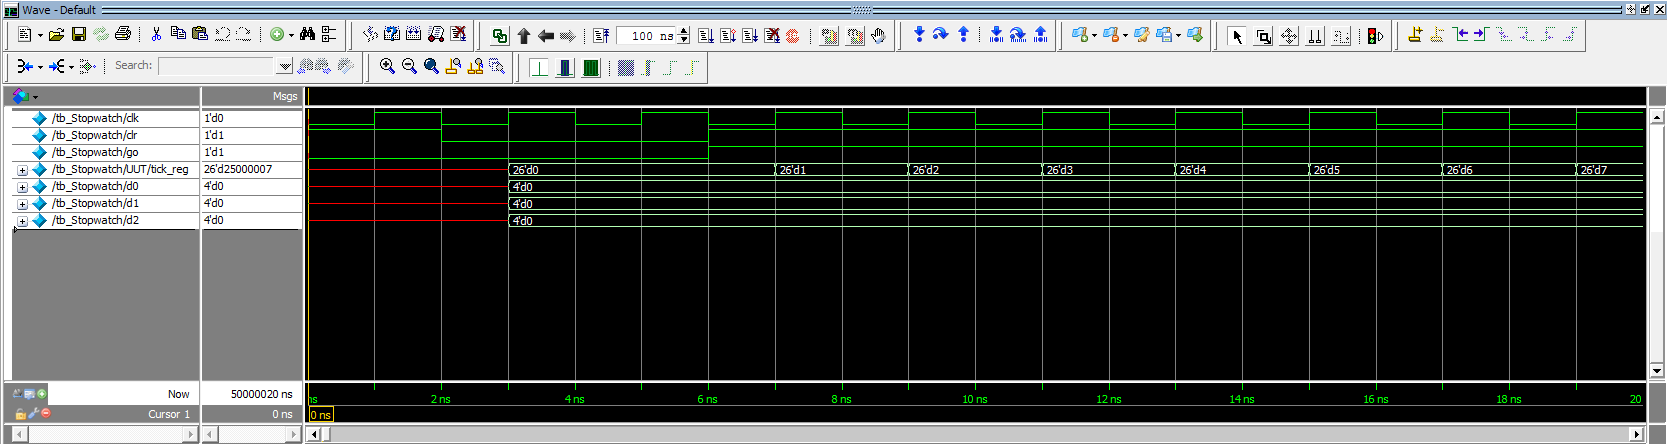 Wave - Default
100 ns
Search:
Msgs
/tb_Stopwatch/clk 1'd0
/tb_Stopwatch/clr 1'd1
/tb_Stopwatch/go 1'd1
/tb_Stopwatch/UUT/tick_reg 26'd25000007 26'd0 26'd1 26'd2 26'd3 26'd4 26'd5 26'd6 26'd7
/tb_Stopwatch/d0 4'd0 4'd0
/tb_Stopwatch/d1 4'd0 4'd0
/tb_Stopwatch/d2 4'd0 4'd0
Now 50000020 ns ns 2 ns 4 ns 6 ns 8 ns 10 ns 12 ns 14 ns 16 ns 18 ns 20
Cursor 1 0 ns 0 ns